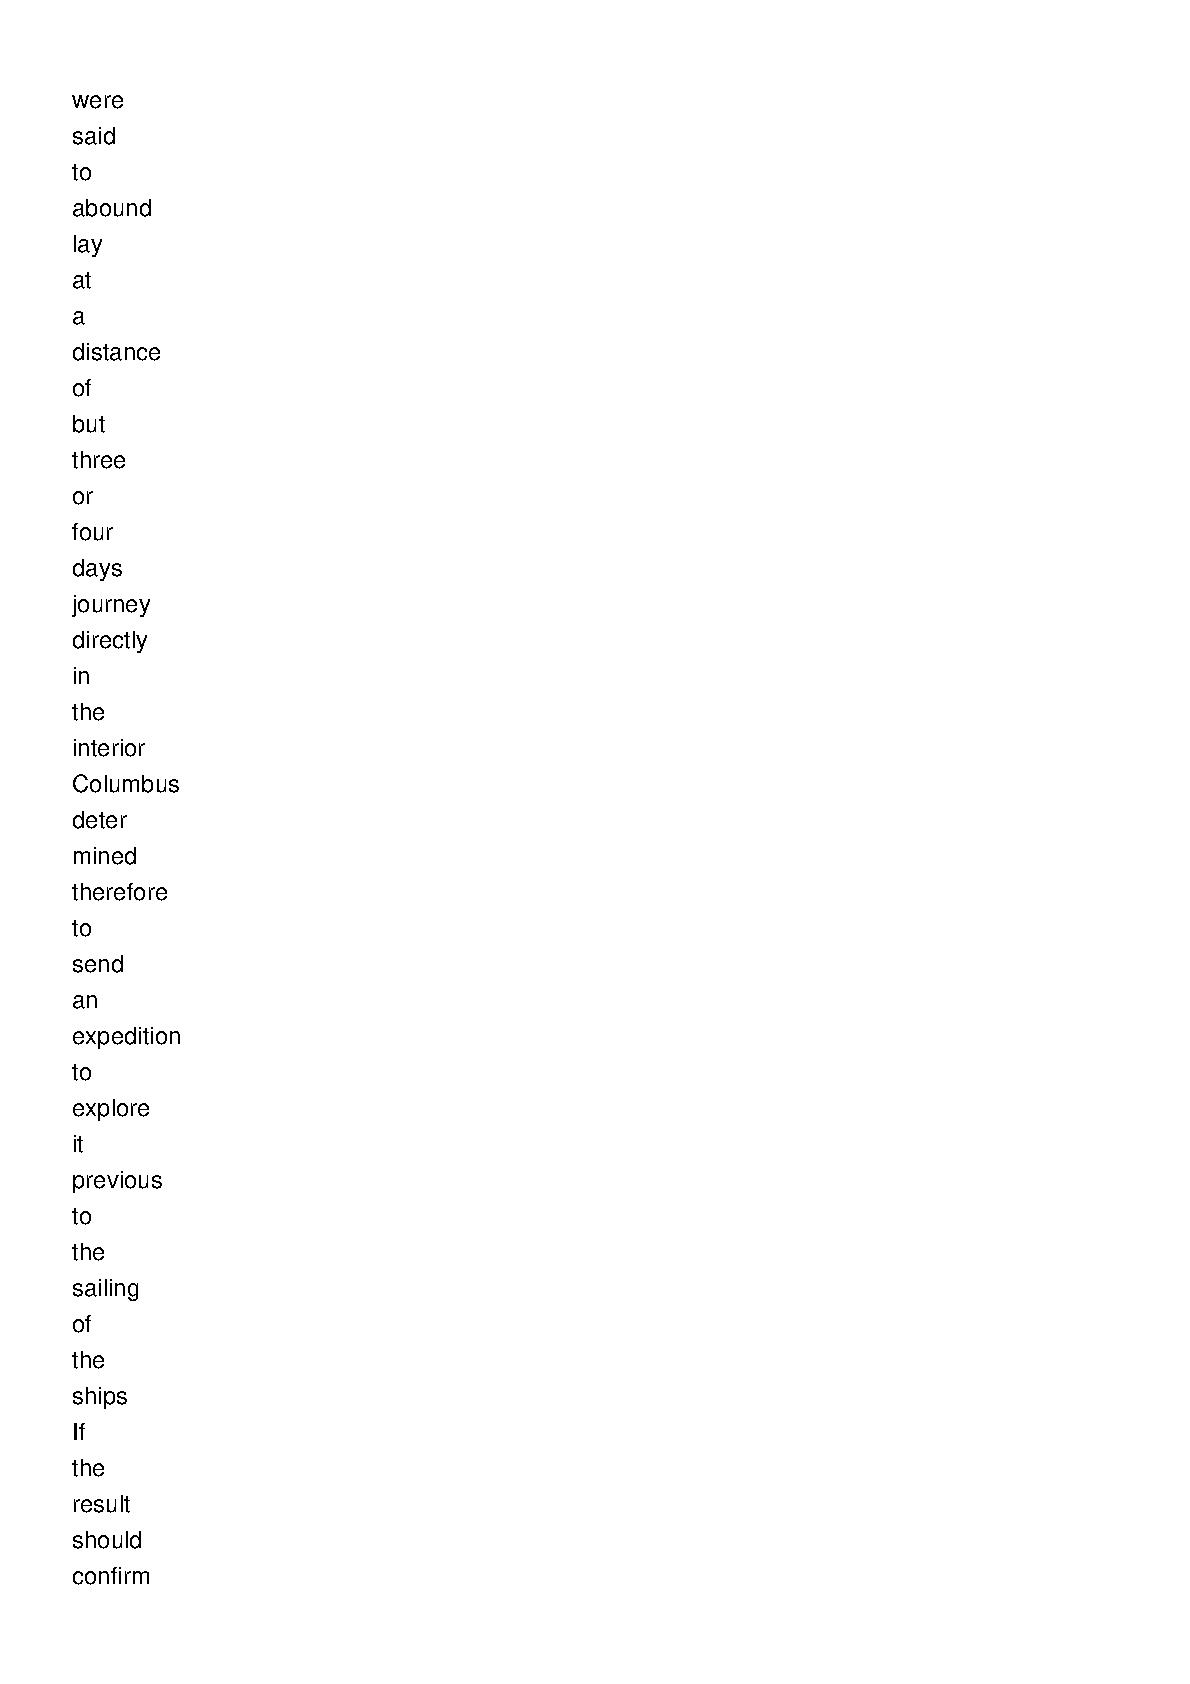 were
said
to
abound
lay
at
a
distance
of
but
three
or
four
days
journey
directly
in
the
interior
Columbus
deter
mined
therefore
to
send
an
expedition
to
explore
it
previous
to
the
sailing
of
the
ships
If
the
result
should
confirm